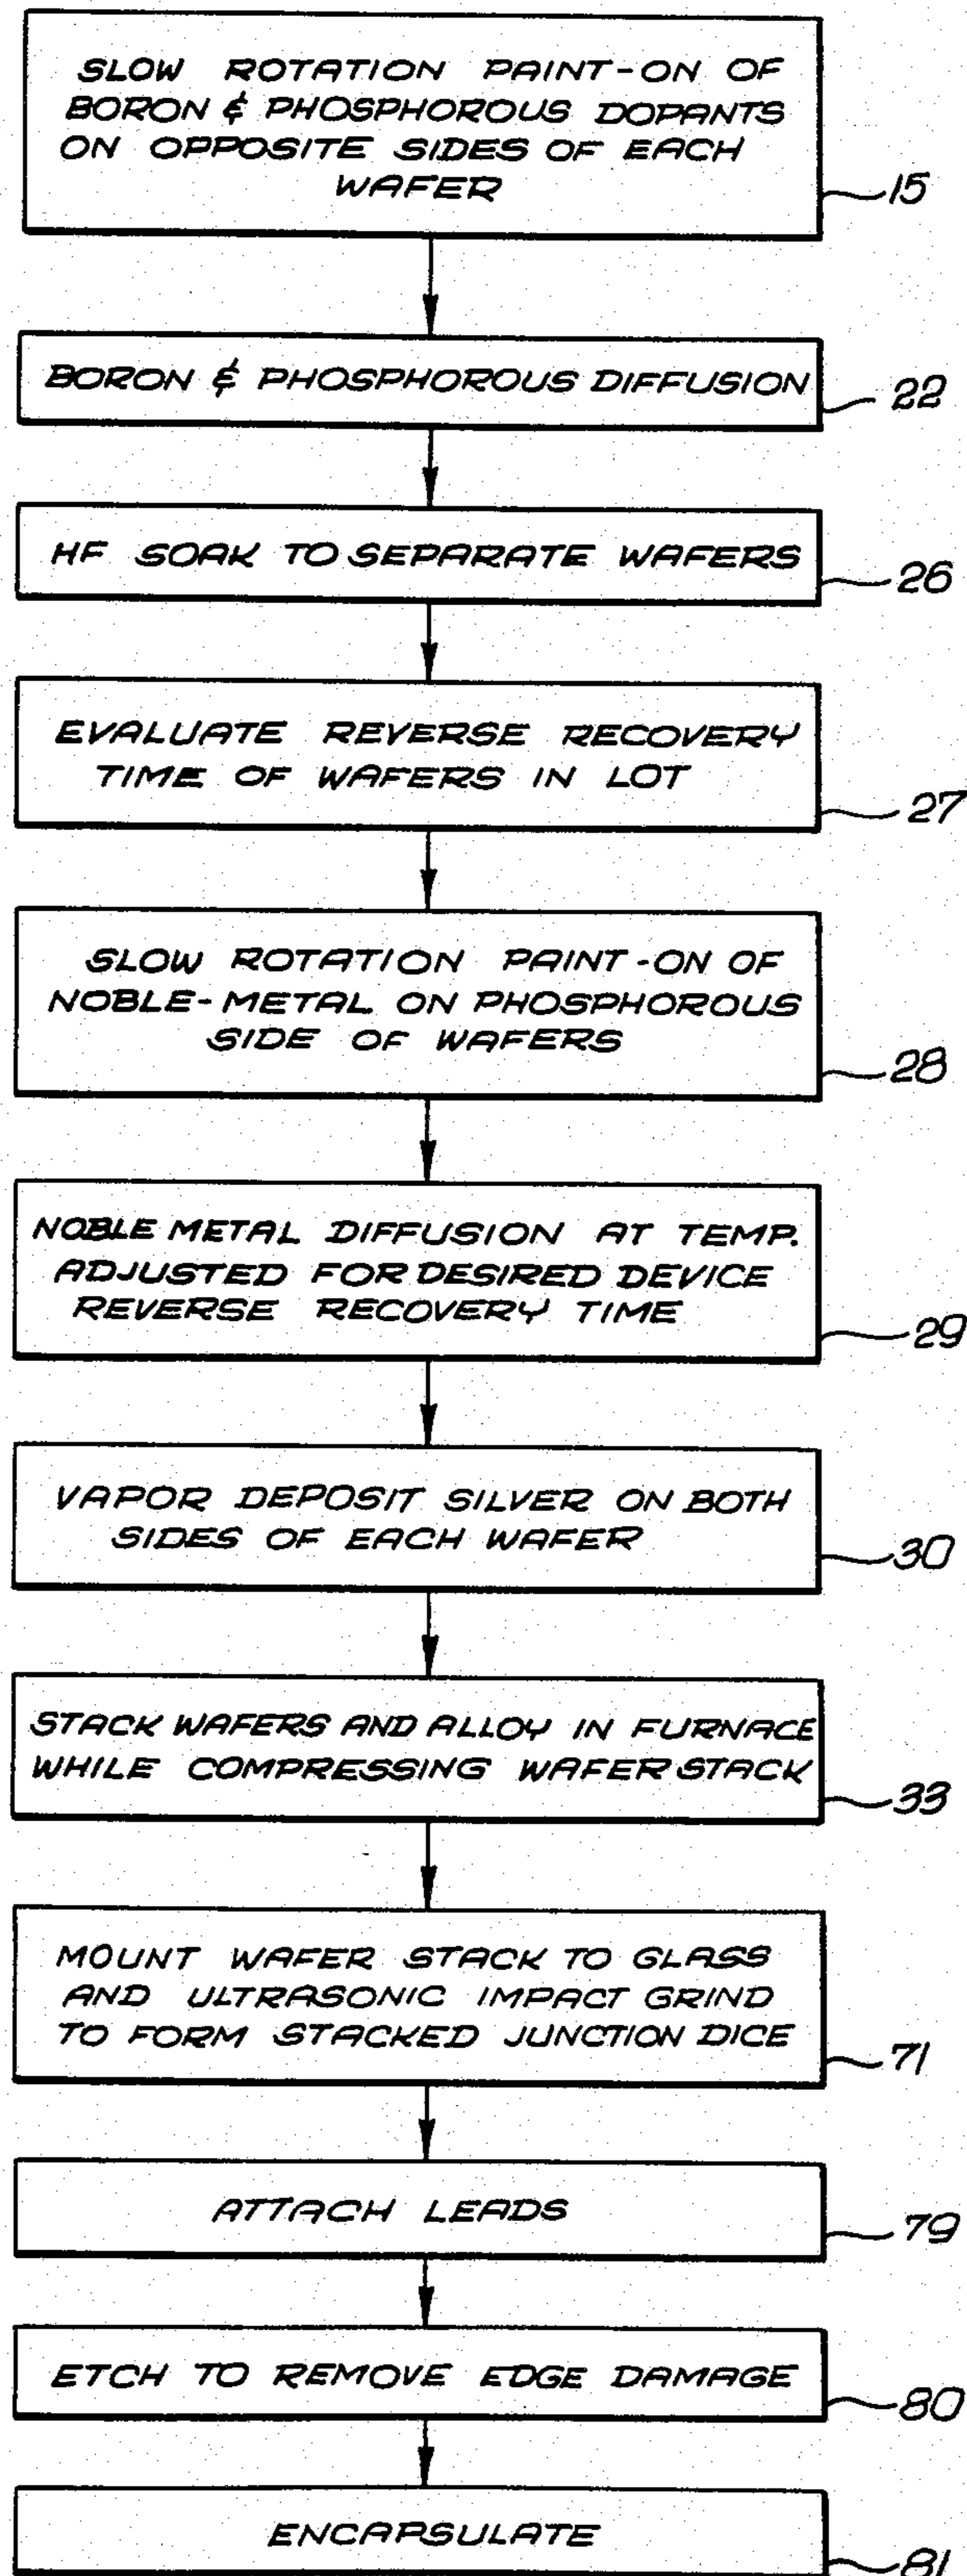 SLOW ROTATION PAINT-ON OF
BORON & PHOSPHOROUS DOPANTS
ON OPPOSITE SIDES OF EACH
WAFER
15
BORON & PHOSPHOROUS DIFFUSION
22
HF SOAK TO SEPARATE WAFERS
26
EVALUATE REVERSE RECOVERY
TIME OF WAFERS IN LOT
27
SLOW ROTATION PAINT-ON OF
NOBLE-METAL ON PHOSPHOROUS
SIDE OF WAFERS
28
NOBLE METAL DIFFUSION AT TEMP.
ADJUSTED FOR DESIRED DEVICE
REVERSE RECOVERY TIME
29
VAPOR DEPOSIT SILVER ON BOTH
SIDES OF EACH WAFER
30
STACK WAFERS AND ALLOY IN FURNACE
WHILE COMPRESSING WAFER STACK
33
MOUNT WAFER STACK TO GLASS
AND ULTRASONIC IMPACT GRIND
TO FORM STACKED JUNCTION DICE
71
ATTACH LEADS
79
ETCH TO REMOVE EDGE DAMAGE
80
ENCAPSULATE
81